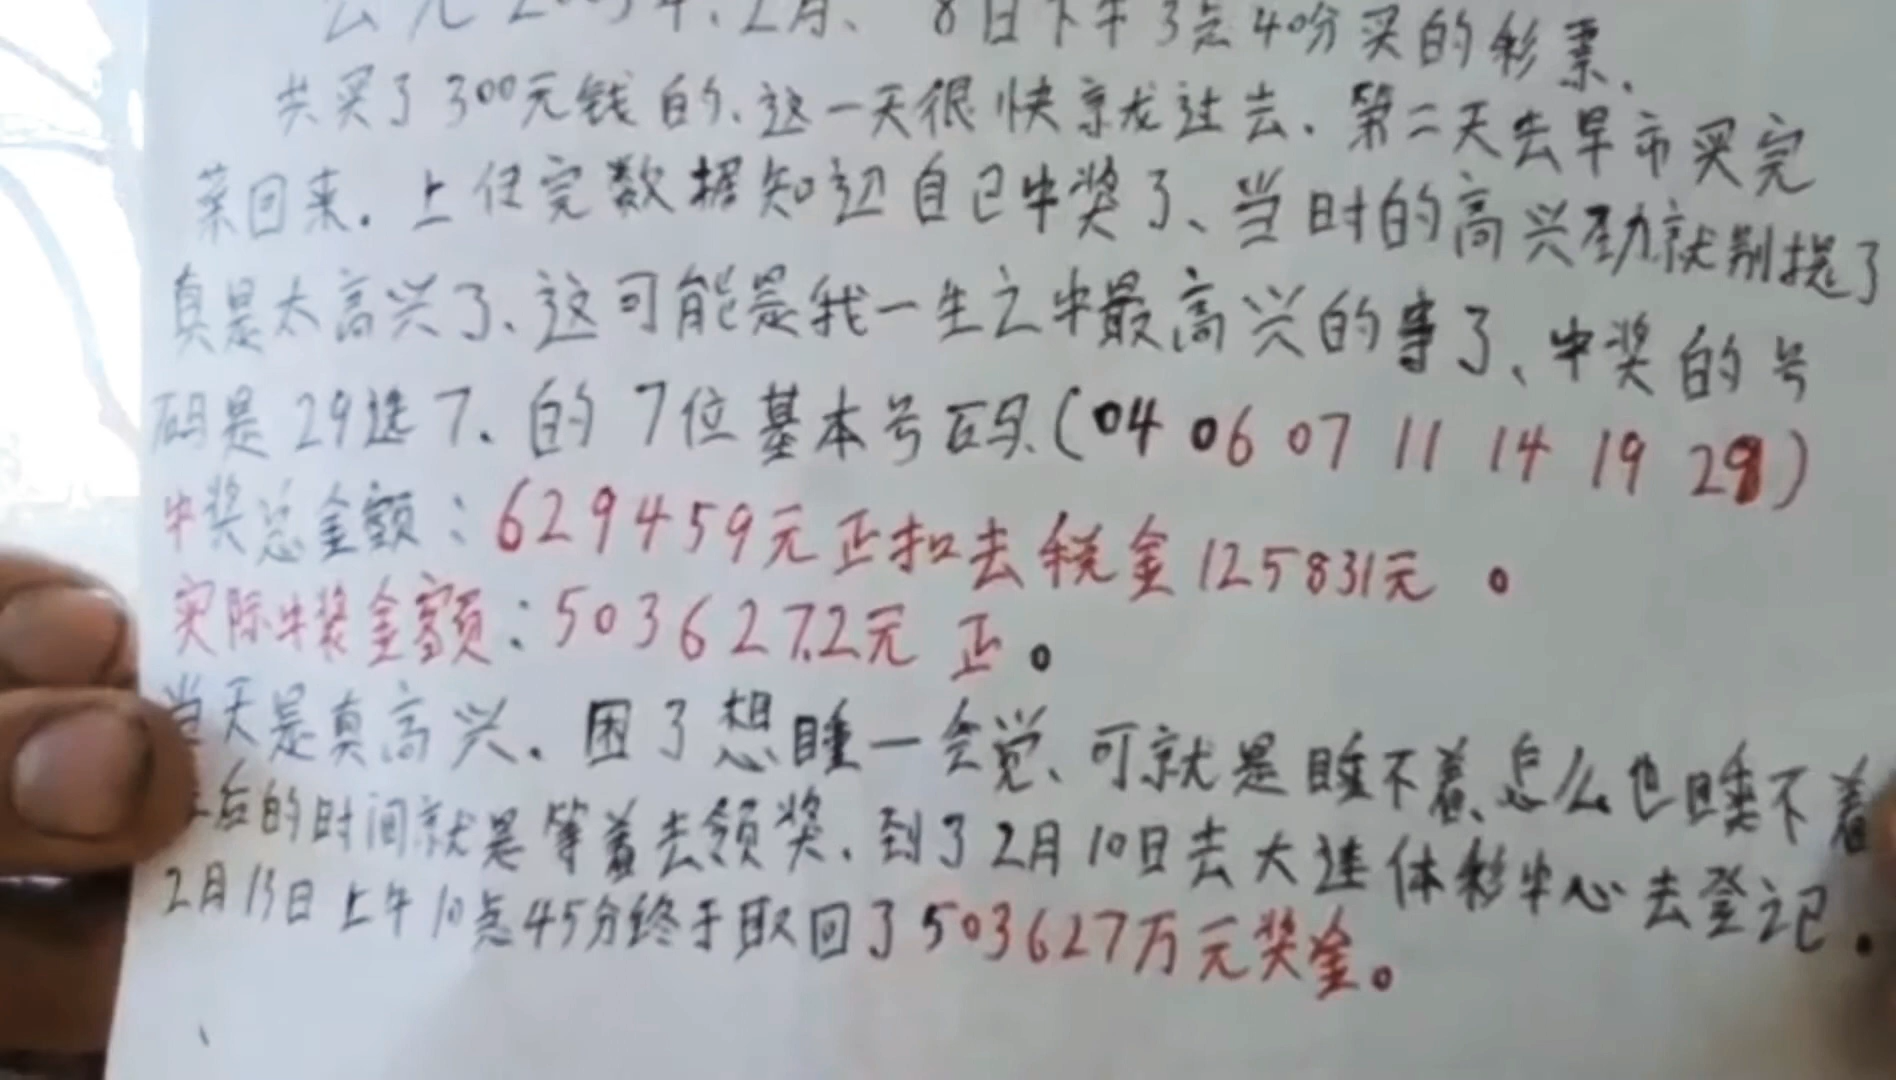 公元2005年.2月、8日下午3点40分买的彩票.
共买了300元钱的.这一天很快就过去.第二天去早市买完
菜回来.上任完数据知道自己中奖了、当时的高兴劲就别提了
真是太高兴了、这可能是我一生之中最高兴的事了、中奖的号
码是29选7.的7位基本号码(04 06 07 11 14 19 29)
中奖总金额:629459元正扣去税金125831元。
实际中奖金额:503627.2元正。
当天是真高兴.困了想睡一会觉、可就是睡不着、怎么也睡不着
后的时间就是等着去领奖.到了2月10日去大连体彩中心去登记.
2月13日上午10点45分终于取回了503627万元奖金。